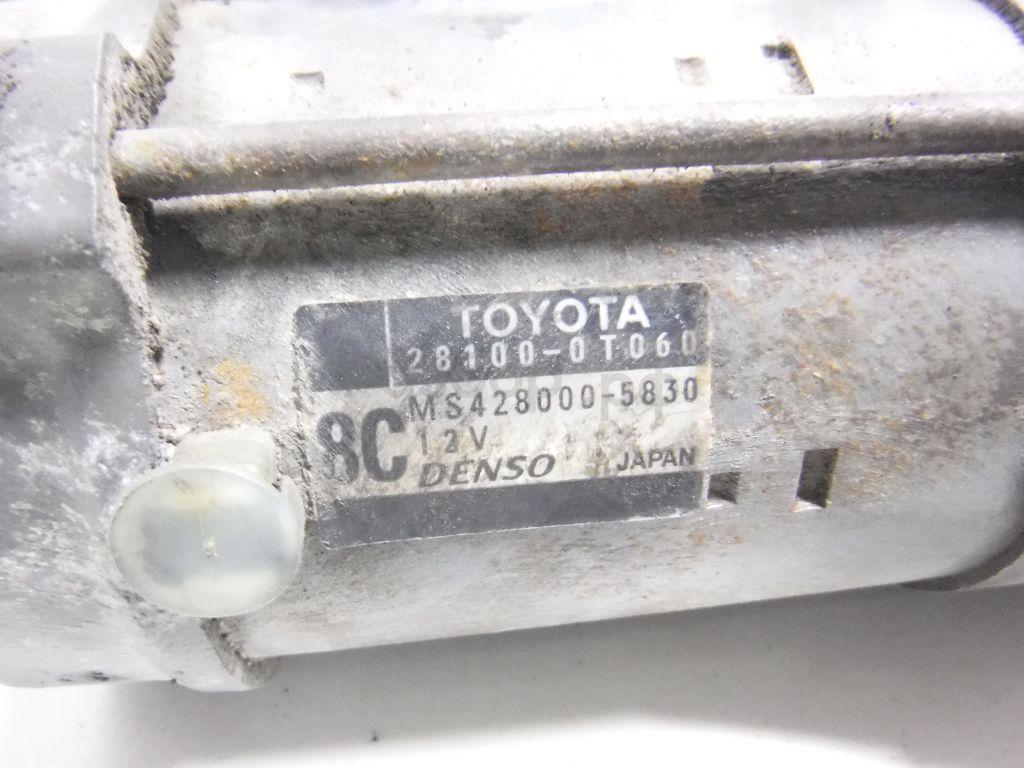 TOYOTA
28100-0T060
MS428000-5830
8C
12V
DENSO
JAPAN